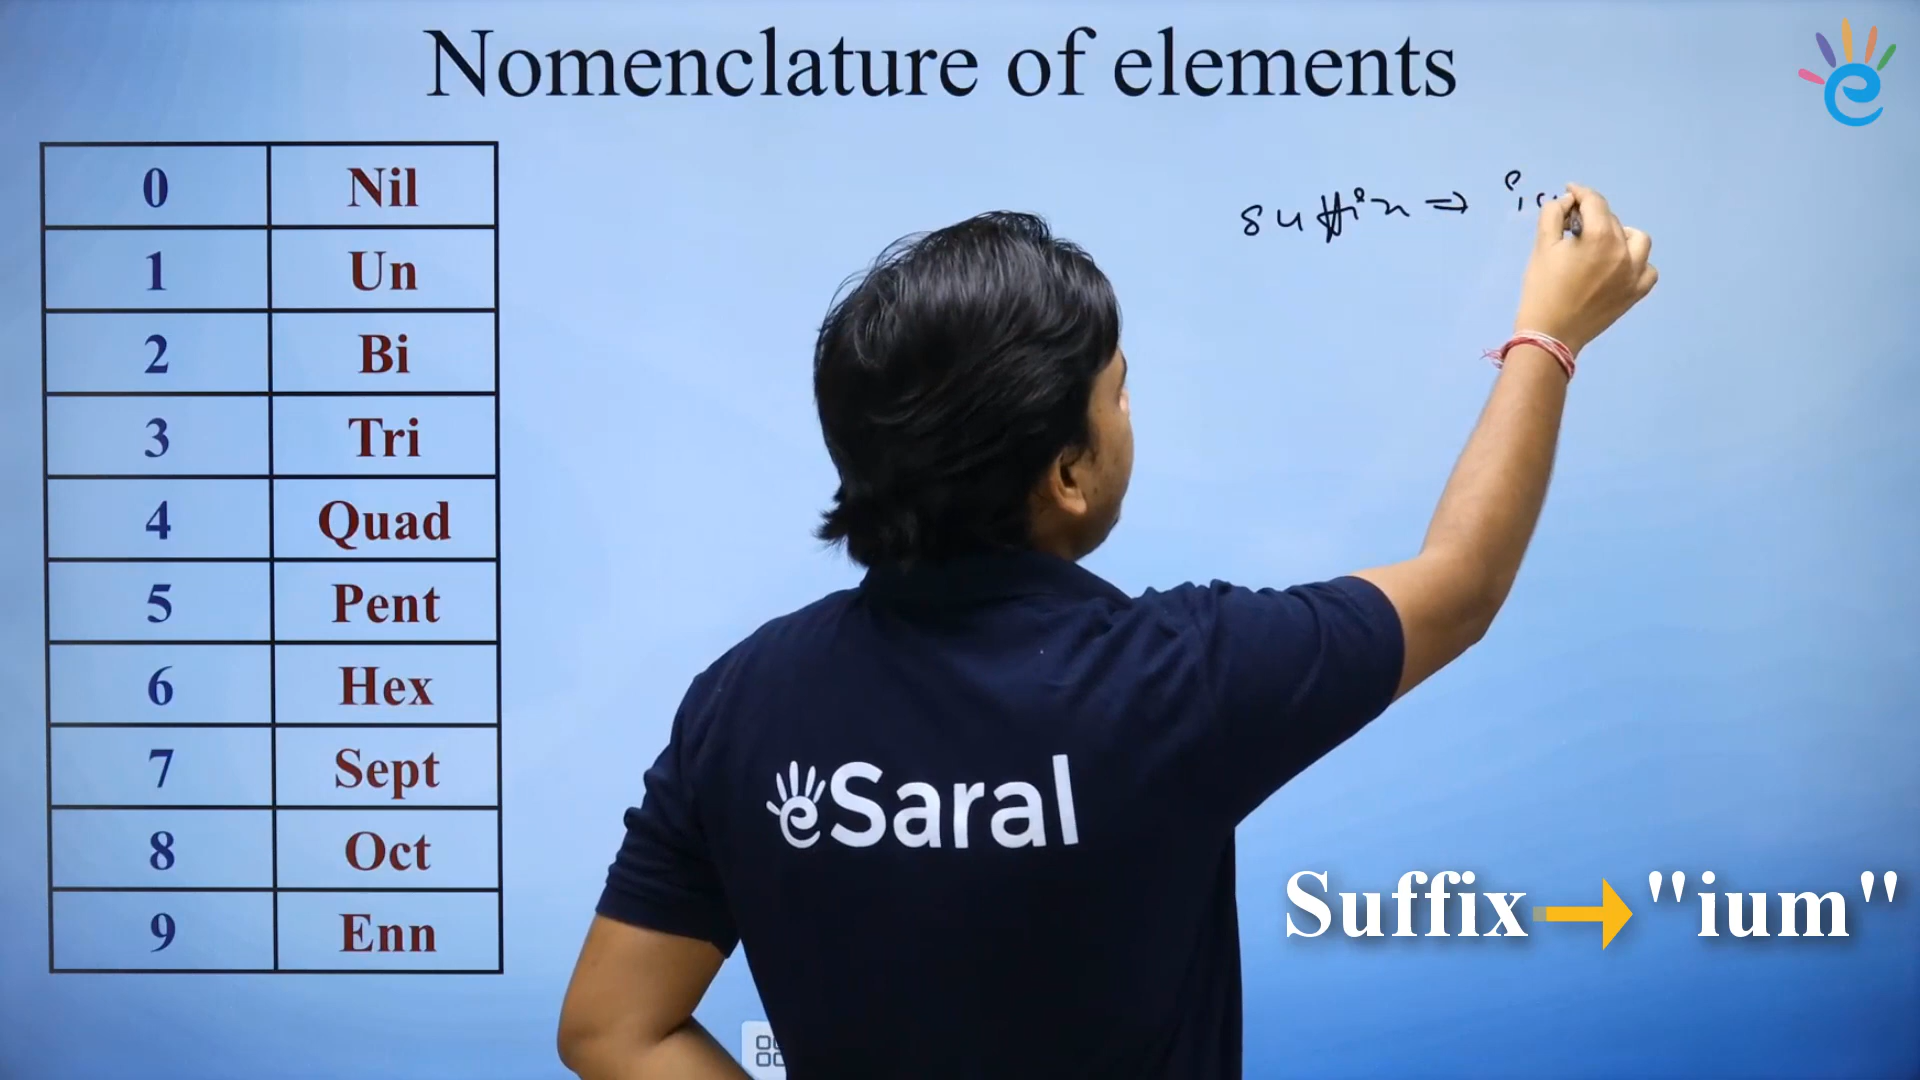 Nomenclature of elements
0 Nil
1 Un
2 Bi
3 Tri
4 Quad
5 Pent
6 Hex
7 Sept
8 Oct
9 Enn
suffix ⇒ iu
eSaral
Suffix→"ium"